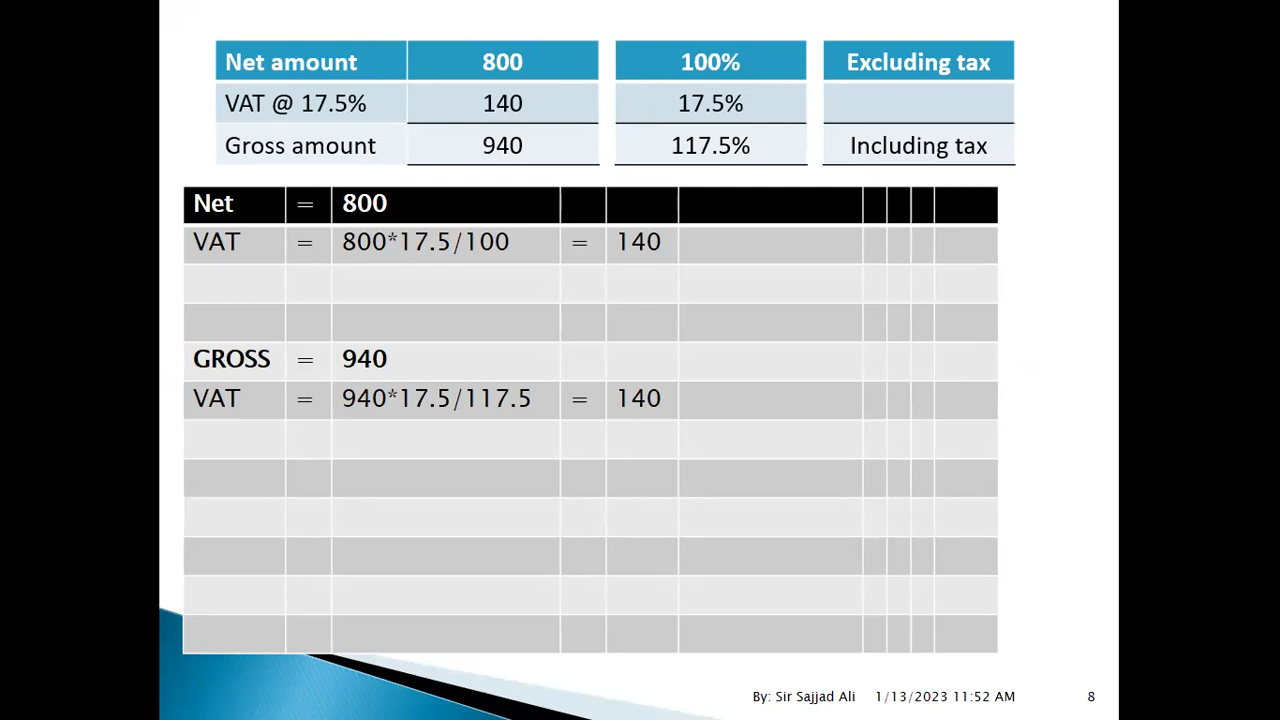 Net amount 800 100% Excluding tax
VAT @ 17.5% 140 17.5%
Gross amount 940 117.5% Including tax
Net = 800
VAT = 800*17.5/100 = 140
GROSS = 940
VAT = 940*17.5/117.5 = 140
By: Sir Sajjad Ali 1/13/2023 11:52 AM 8